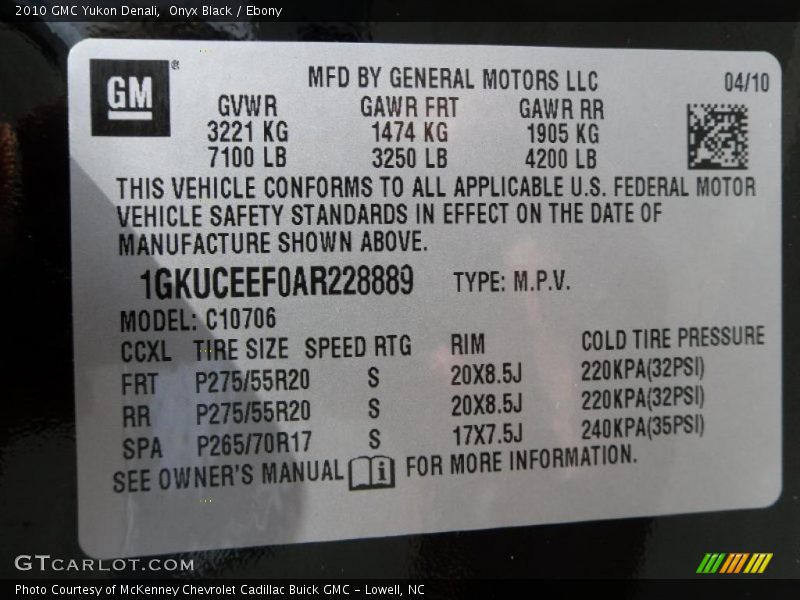 2010 GMC Yukon Denali, Onyx Black / Ebony
GM®
MFD BY GENERAL MOTORS LLC 04/10
GVWR GAWR FRT GAWR RR
3221 KG 1474 KG 1905 KG
7100 LB 3250 LB 4200 LB
THIS VEHICLE CONFORMS TO ALL APPLICABLE U.S. FEDERAL MOTOR
VEHICLE SAFETY STANDARDS IN EFFECT ON THE DATE OF
MANUFACTURE SHOWN ABOVE.
1GKUCEEF0AR228889 TYPE: M.P.V.
MODEL: C10706
CCXL TIRE SIZE SPEED RTG RIM COLD TIRE PRESSURE
FRT P275/55R20 S 20X8.5J 220KPA(32PSI)
RR P275/55R20 S 20X8.5J 220KPA(32PSI)
SPA P265/70R17 S 17X7.5J 240KPA(35PSI)
SEE OWNER'S MANUAL i FOR MORE INFORMATION.
GTCARLOT.COM
Photo Courtesy of McKenney Chevrolet Cadillac Buick GMC - Lowell, NC